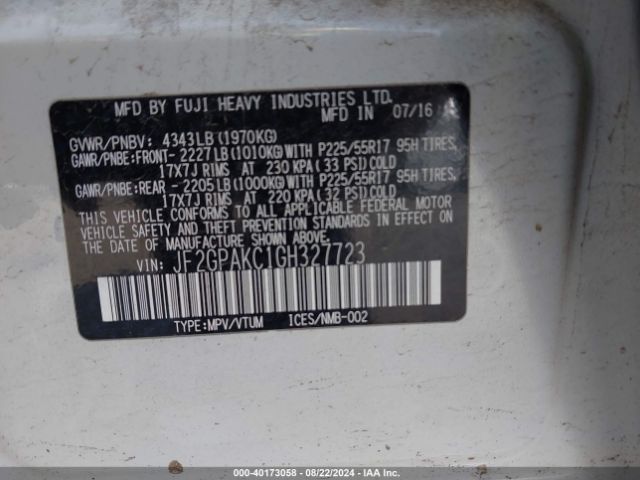 MFD BY FUJI HEAVY INDUSTRIES LTD.
MFD IN 07/16 A
GVWR/PNBV: 4343LB(1970KG)
GAWR/PNBE:FRONT- 2227LB(1010KG)WITH P225/55R17 95H TIRES,
17X7J RIMS AT 230 KPA( 33 PSI)COLD
GAWR/PNBE:REAR - 2205LB(1000KG)WITH P225/55R17 95H TIRES,
17X7J RIMS AT 220 KPA( 32 PSI)COLD
THIS VEHICLE CONFORMS TO ALL APPLICABLE FEDERAL MOTOR
VEHICLE SAFETY AND THEFT PREVENTION STANDARDS IN EFFECT ON
THE DATE OF MANUFACTURE SHOWN ABOVE.
VIN: JF2GPAKC1GH327723
TYPE:MPV/VTUM ICES/NMB-002
000-40173058 - 08/22/2024 - IAA Inc.